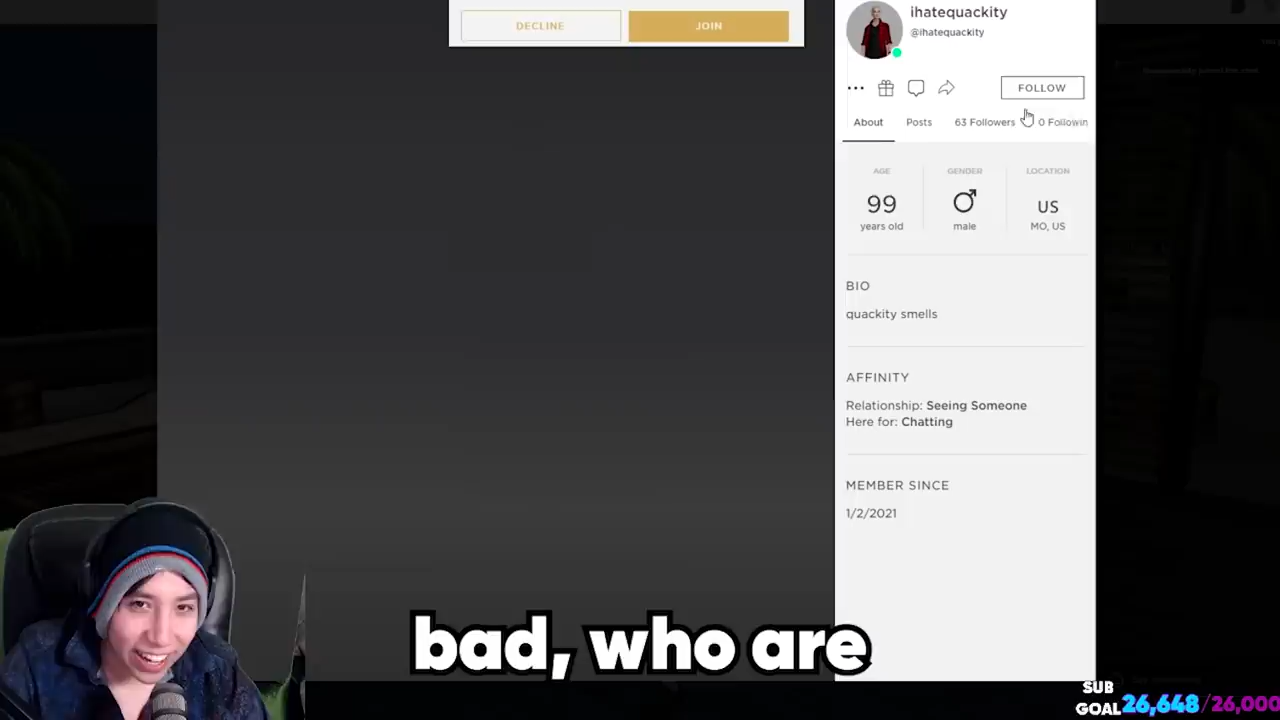 DECLINE
JOIN
ihatequackity
@ihatequackity
FOLLOW
About
Posts
63 Followers
0 Followin
AGE
GENDER
LOCATION
99
US
years old
male
MO, US
BIO
quackity smells
AFFINITY
Relationship: Seeing Someone
Here for: Chatting
MEMBER SINCE
1/2/2021
bad, who are
SUB
GOAL
26,648/26,000